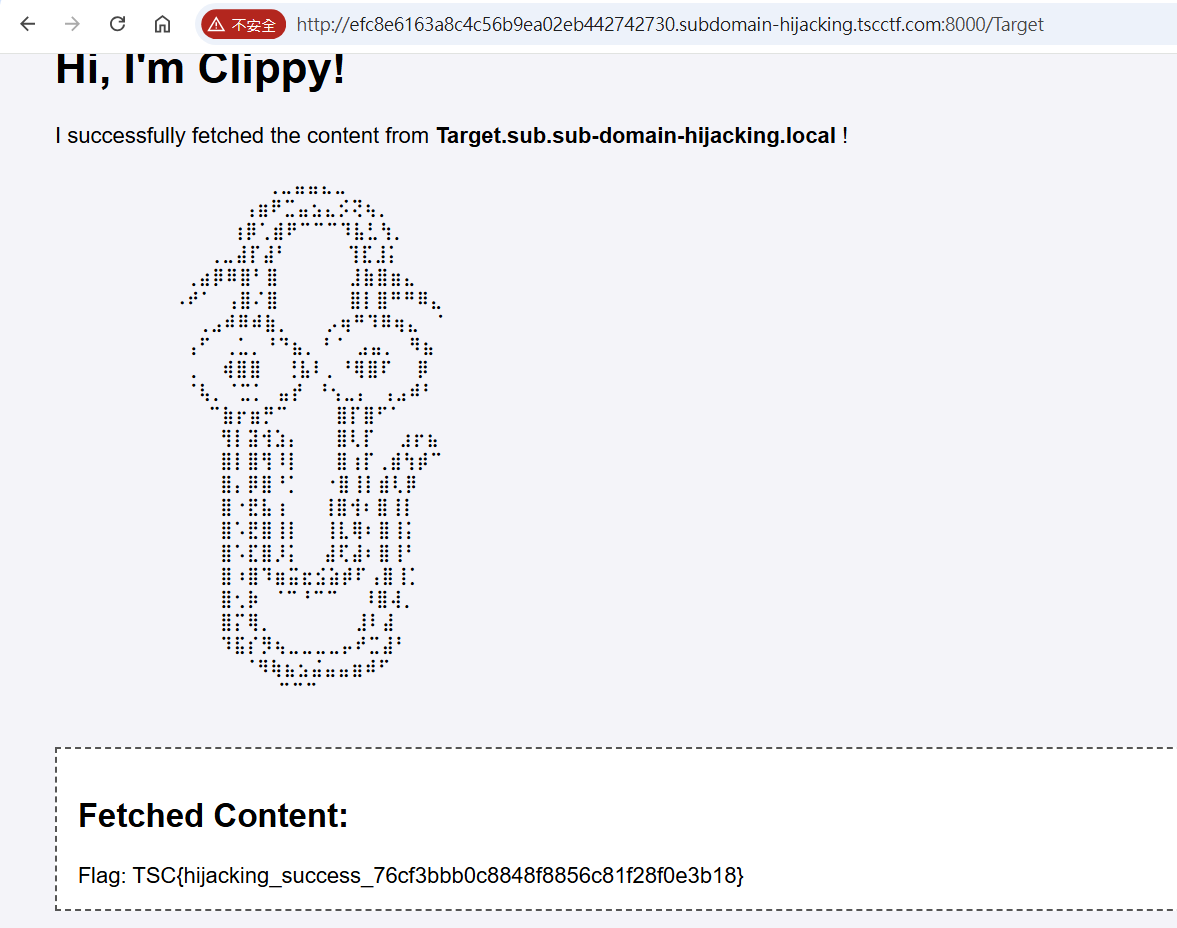 不安全 http://efc8e6163a8c4c56b9ea02eb442742730.subdomain-hijacking.tscctf.com:8000/Target
Hi, I'm Clippy!
I successfully fetched the content from Target.sub.sub-domain-hijacking.local !
Fetched Content:
Flag: TSC{hijacking_success_76cf3bbb0c8848f8856c81f28f0e3b18}